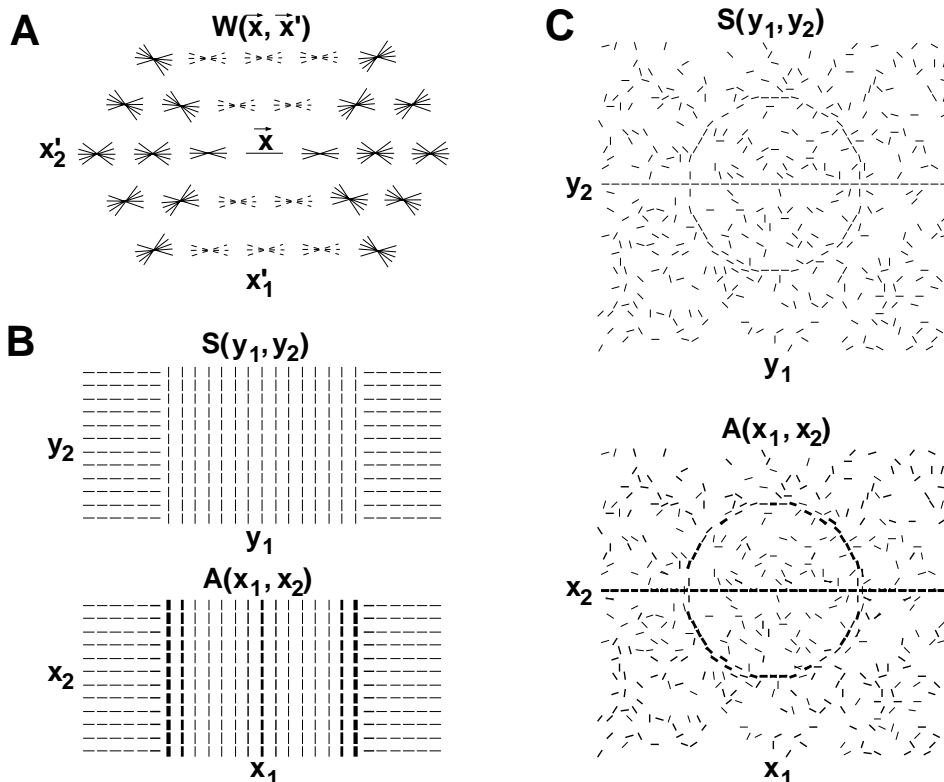 A
W(x⃗, x⃗')
x⃗
x'₂
x'₁
B
S(y₁, y₂)
y₂
y₁
A(x₁, x₂)
x₂
x₁
C
S(y₁, y₂)
y₂
y₁
A(x₁, x₂)
x₂
x₁